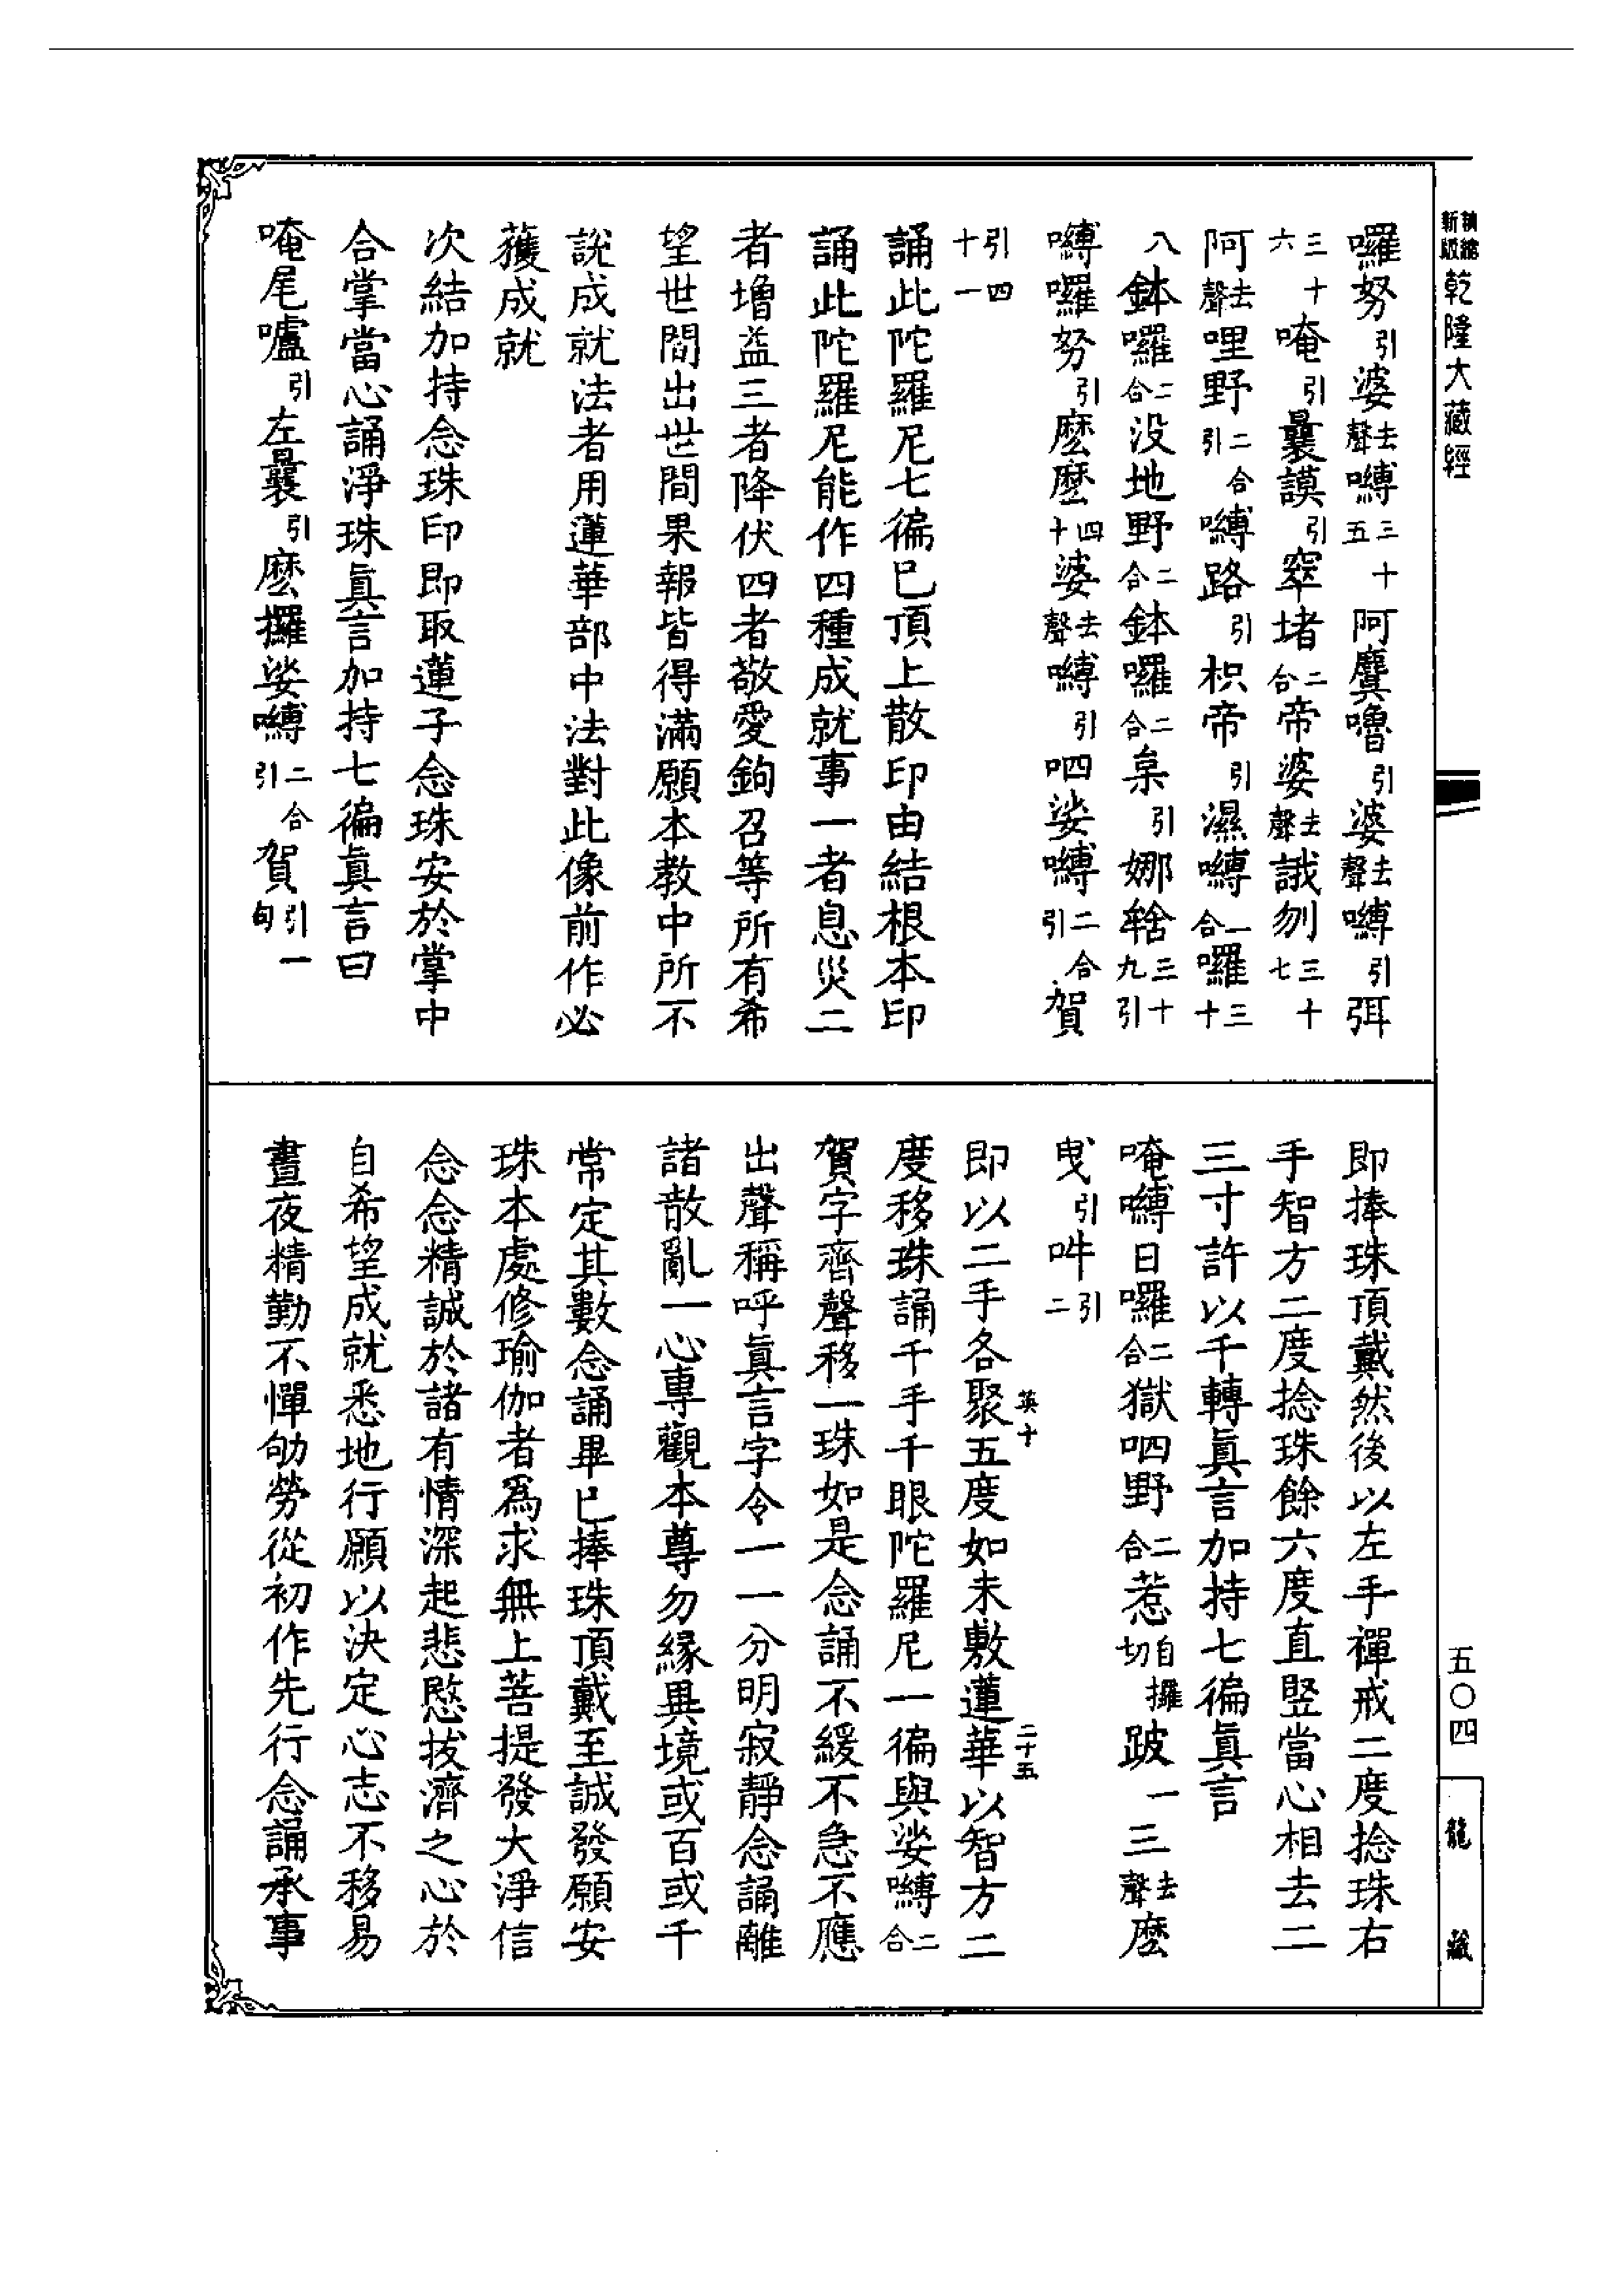 新版精縮乾隆大藏經
囉努引婆去聲嚩三十五阿麌嚕引婆去聲嚩引弭
三十六唵引曩謨引窣堵二合帝婆去聲誐刎三十七
阿去聲哩野二合引嚩路引枳帝引濕嚩二合囉三十
八鉢囉二合没地野二合鉢囉二合枲引娜輅三十九引
嚩囉努引麽麽四十婆去聲嚩引呬娑嚩二合引賀
引四十一
誦此陀羅尼七徧已頂上散印由結根本印
誦此陀羅尼能作四種成就事一者息災二
者增益三者降伏四者敬愛鉤召等所有希
望世間出世間果報皆得滿願本教中所不
說成就法者用蓮華部中法對此像前作必
獲成就
次結加持念珠印即取蓮子念珠安於掌中
合掌當心誦淨珠眞言加持七徧眞言曰
唵尾嚧引左曩引麽攞娑嚩二合引賀引一句
即捧珠頂戴然後以左手禪戒二度捻珠右
手智方二度捻珠餘六度直竪當心相去二
三寸許以千轉眞言加持七徧眞言
唵嚩日囉二合獄呬野二合惹自攞切跛一三去聲麽
曳引吽引二
即以二手各聚五度如未敷蓮華以智方二
英十
二十五
度移珠誦千手千眼陀羅尼一徧與娑嚩二合
賀字齊聲移一珠如是念誦不緩不急不應
出聲稱呼眞言字令一一分明寂靜念誦離
諸散亂一心專觀本尊勿緣異境或百或千
常定其數念誦畢已捧珠頂戴至誠發願安
珠本處修瑜伽者爲求無上菩提發大淨信
念念精誠於諸有情深起悲愍拔濟之心於
自希望成就悉地行願以決定心志不移易
晝夜精勤不憚劬勞從初作先行念誦承事
五〇四
龍藏